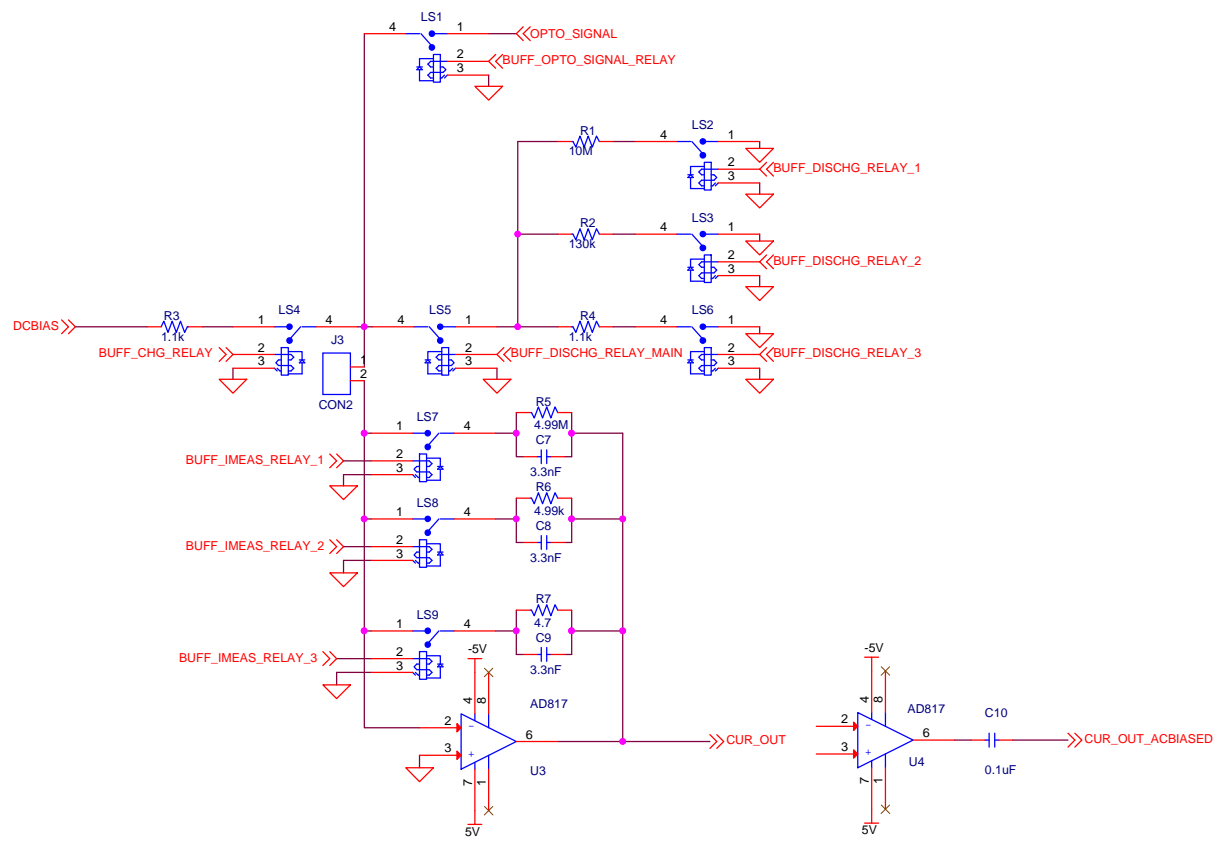 LS1
4 1 OPTO_SIGNAL
2 BUFF_OPTO_SIGNAL_RELAY
3
R1 LS2
10M 4 1
2 BUFF_DISCHG_RELAY_1
3
R2 LS3
130k 4 1
2 BUFF_DISCHG_RELAY_2
3
DCBIAS R3 LS4 LS5 R4 LS6
1.1k 1 4 4 1 1.1k 4 1
BUFF_CHG_RELAY 2 J3 2 BUFF_DISCHG_RELAY_MAIN 2 BUFF_DISCHG_RELAY_3
3 1 3 3
2
CON2
LS7 R5
1 4 4.99M
C7
BUFF_IMEAS_RELAY_1 2
3 3.3nF
LS8 R6
1 4 4.99k
C8
BUFF_IMEAS_RELAY_2 2
3 3.3nF
LS9 R7
1 4 4.7
C9
BUFF_IMEAS_RELAY_3 2
3 3.3nF
-5V -5V
4 8 AD817 4 8 AD817 C10
2 - 6 CUR_OUT 2 - 6 CUR_OUT_ACBIASED
3 + 3 +
7 1 U3 7 1 U4 0.1uF
5V 5V